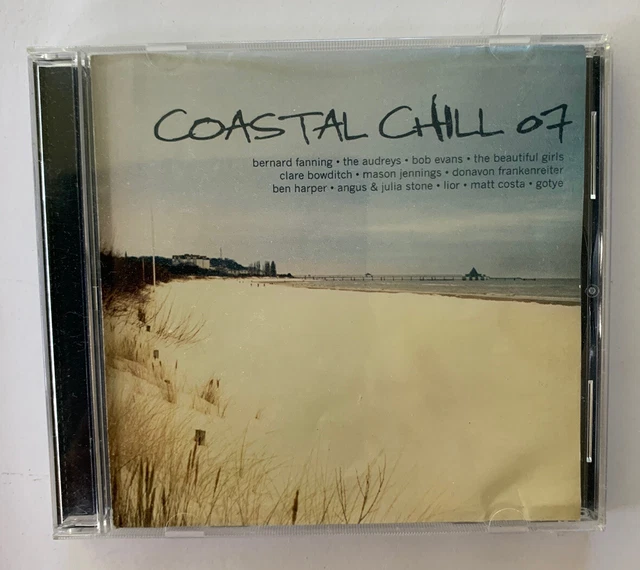 COASTAL CHILL 07
bernard fanning • the audreys • bob evans • the beautiful girls
clare bowditch • mason jennings • donavon frankenreiter
ben harper • angus & julia stone • lior • matt costa • gotye